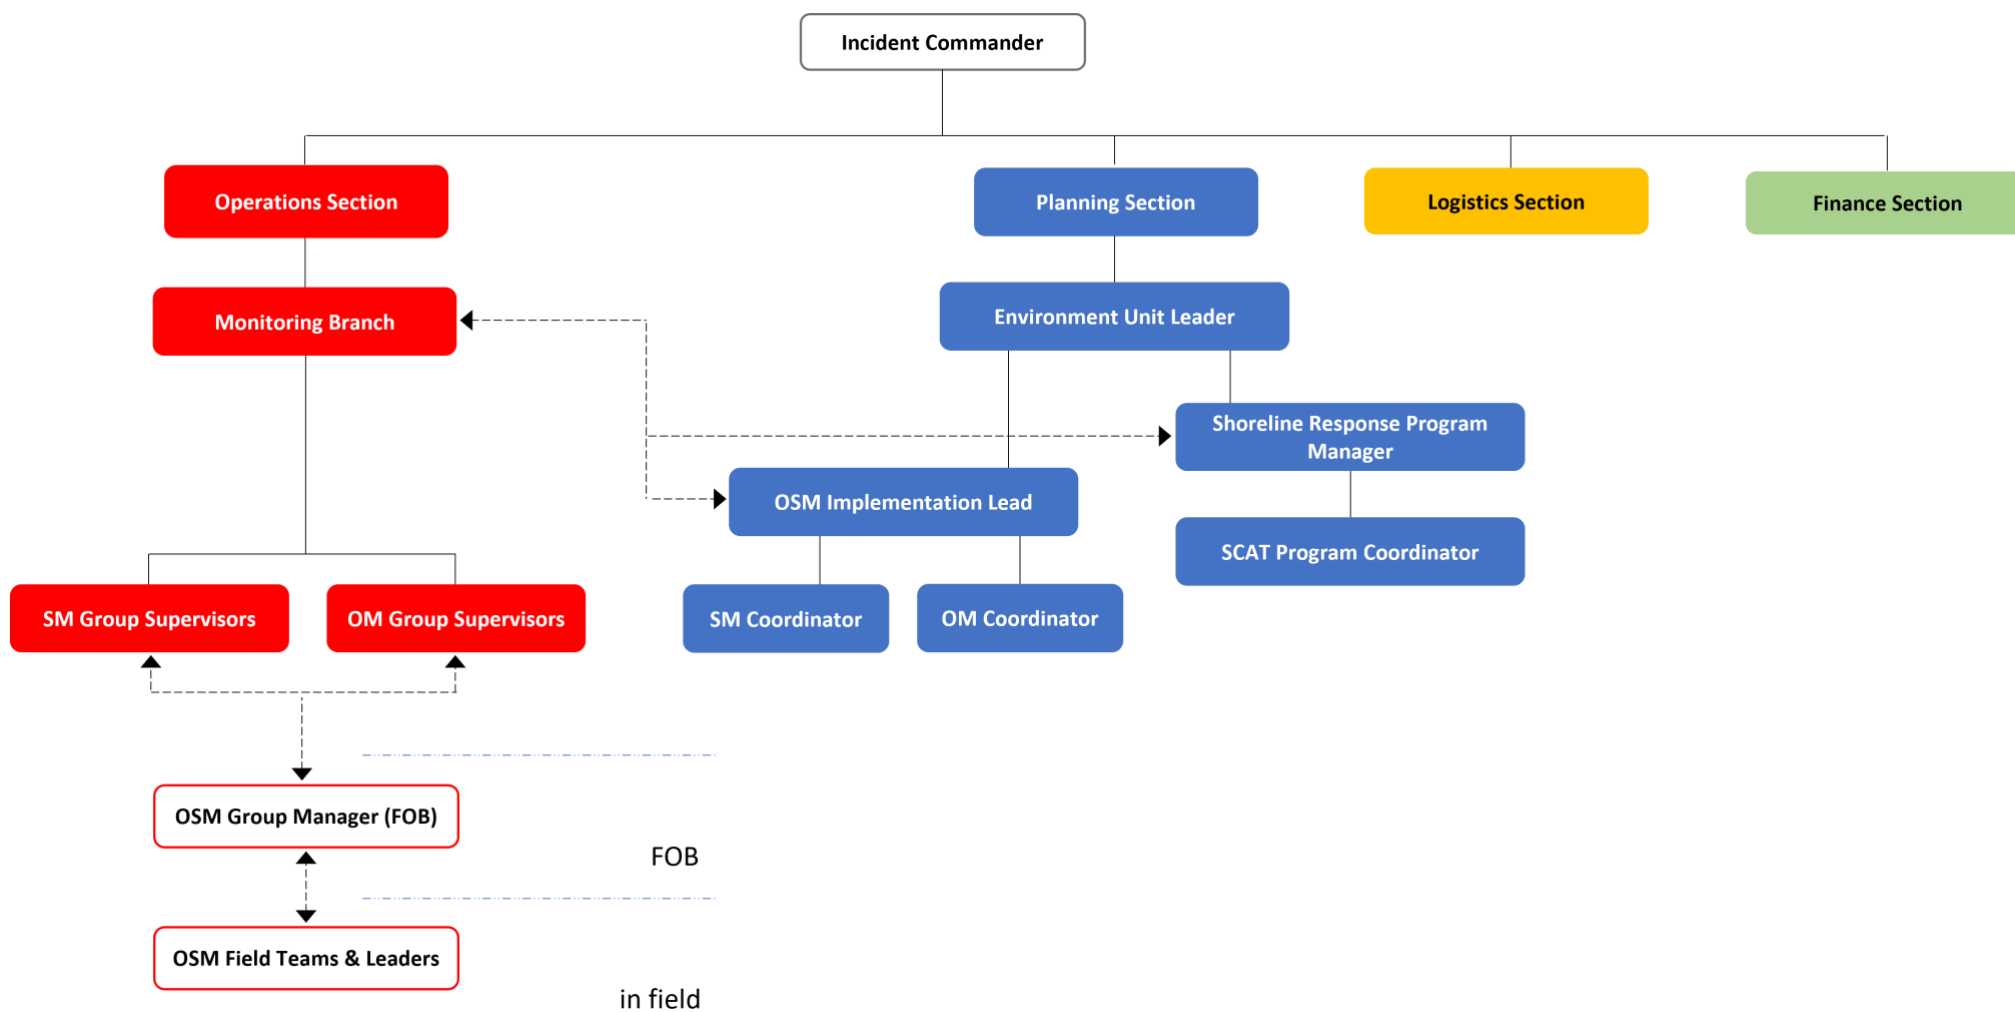 Incident Commander
Operations Section
Planning Section
Logistics Section
Finance Section
Monitoring Branch
Environment Unit Leader
Shoreline Response Program
Manager
OSM Implementation Lead
SCAT Program Coordinator
SM Group Supervisors
OM Group Supervisors
SM Coordinator
OM Coordinator
OSM Group Manager (FOB)
FOB
OSM Field Teams & Leaders
in field